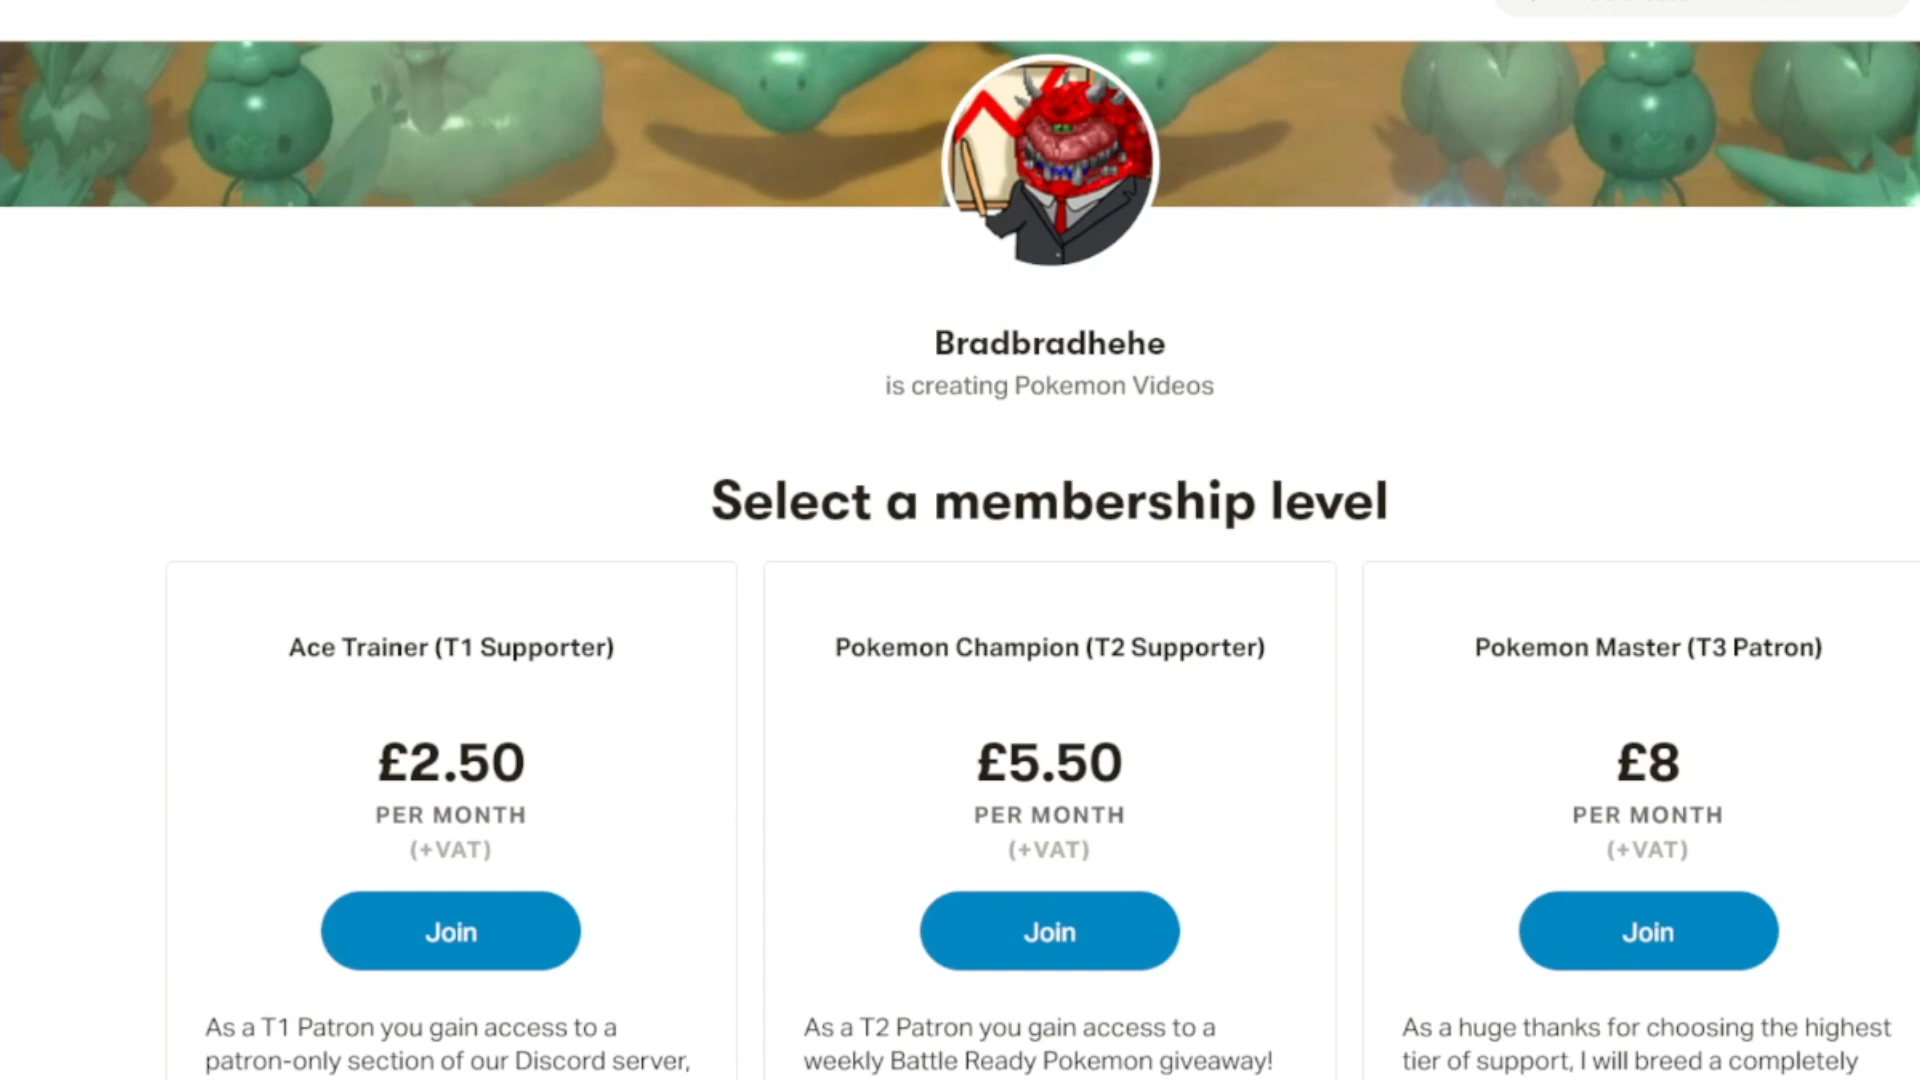 Bradbradhehe
is creating Pokemon Videos
Select a membership level
Ace Trainer (T1 Supporter)
£2.50
PER MONTH
(+VAT)
Join
As a T1 Patron you gain access to a
patron-only section of our Discord server,
Pokemon Champion (T2 Supporter)
£5.50
PER MONTH
(+VAT)
Join
As a T2 Patron you gain access to a
weekly Battle Ready Pokemon giveaway!
Pokemon Master (T3 Patron)
£8
PER MONTH
(+VAT)
Join
As a huge thanks for choosing the highest
tier of support, I will breed a completely